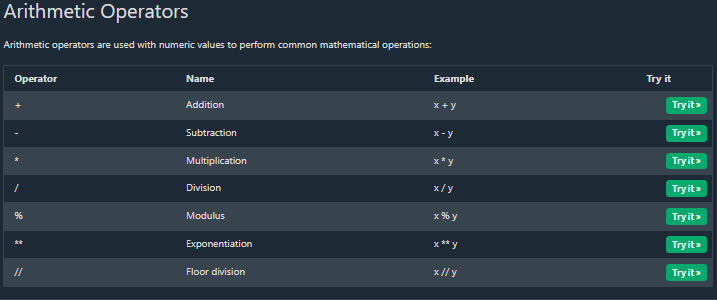 Arithmetic Operators
Arithmetic operators are used with numeric values to perform common mathematical operations:
Operator Name Example Try it
+ Addition x + y Try it »
- Subtraction x - y Try it »
* Multiplication x * y Try it »
/ Division x / y Try it »
% Modulus x % y Try it »
** Exponentiation x ** y Try it »
// Floor division x // y Try it »